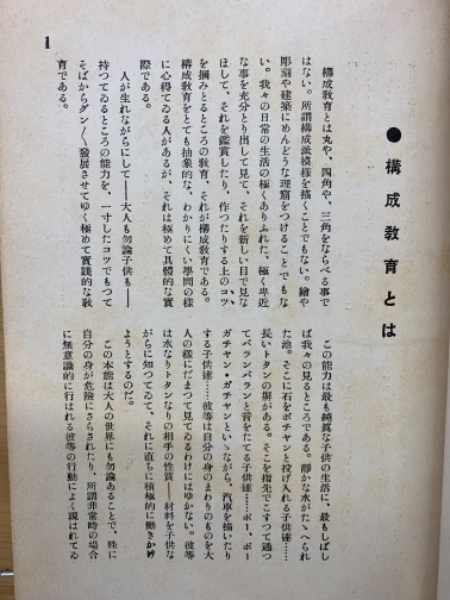 1
● 構成教育とは
構成教育とは丸や、四角や、三角をならべる事で
はない。所謂構成派模様を描くことでもない。繪や
彫刻や建築にめんどうな理窟をつけることでもな
い。我々の日常の生活の極くありふれた、極く卑近
な事を充分とり出して見て、それを新しい目で見な
ほして、それを鑑賞したり、作つたりする上のコツ
を摑みとるところの教育、それが構成教育である。
構成教育をとても抽象的な、わかりにくい學問の様
に心得てゐる人があるが、それは極めて具體的な實
際である。
人が生れながらにして——大人も勿論子供も——
持つてゐるところの能力を、一寸したコツでもつて
そばからグン〱發展させてゆく極めて實踐的な敎
育である。
この能力は最も純眞な子供の生活に、最もしばし
ば我々の見るところである。靜かな水がたゝへられ
た池。そこに石をボチヤンと投げ入れる子供達……
長いトタンの塀がある。そこを指先でこすつて通つ
てバランバランと音をたてる子供達……ポー、ポー
ガチヤン・ガチヤンといゝながら、汽車を描いたり
する子供達……彼等は自分の身のまわりのものを大
人の樣にだまつて見てゐるわけにはゆかない。彼等
は水なりトタンなりの相手の性質——材料を子供な
がらに知つてゐて、それに直ちに積極的に働きかけ
ようとするのだ。
この本能は大人の世界にも勿論あることで、殊に
自分の身が危險にさらされたり、所謂非常時の場合
に無意識的に行はれる彼等の行動によく現はれてゐ